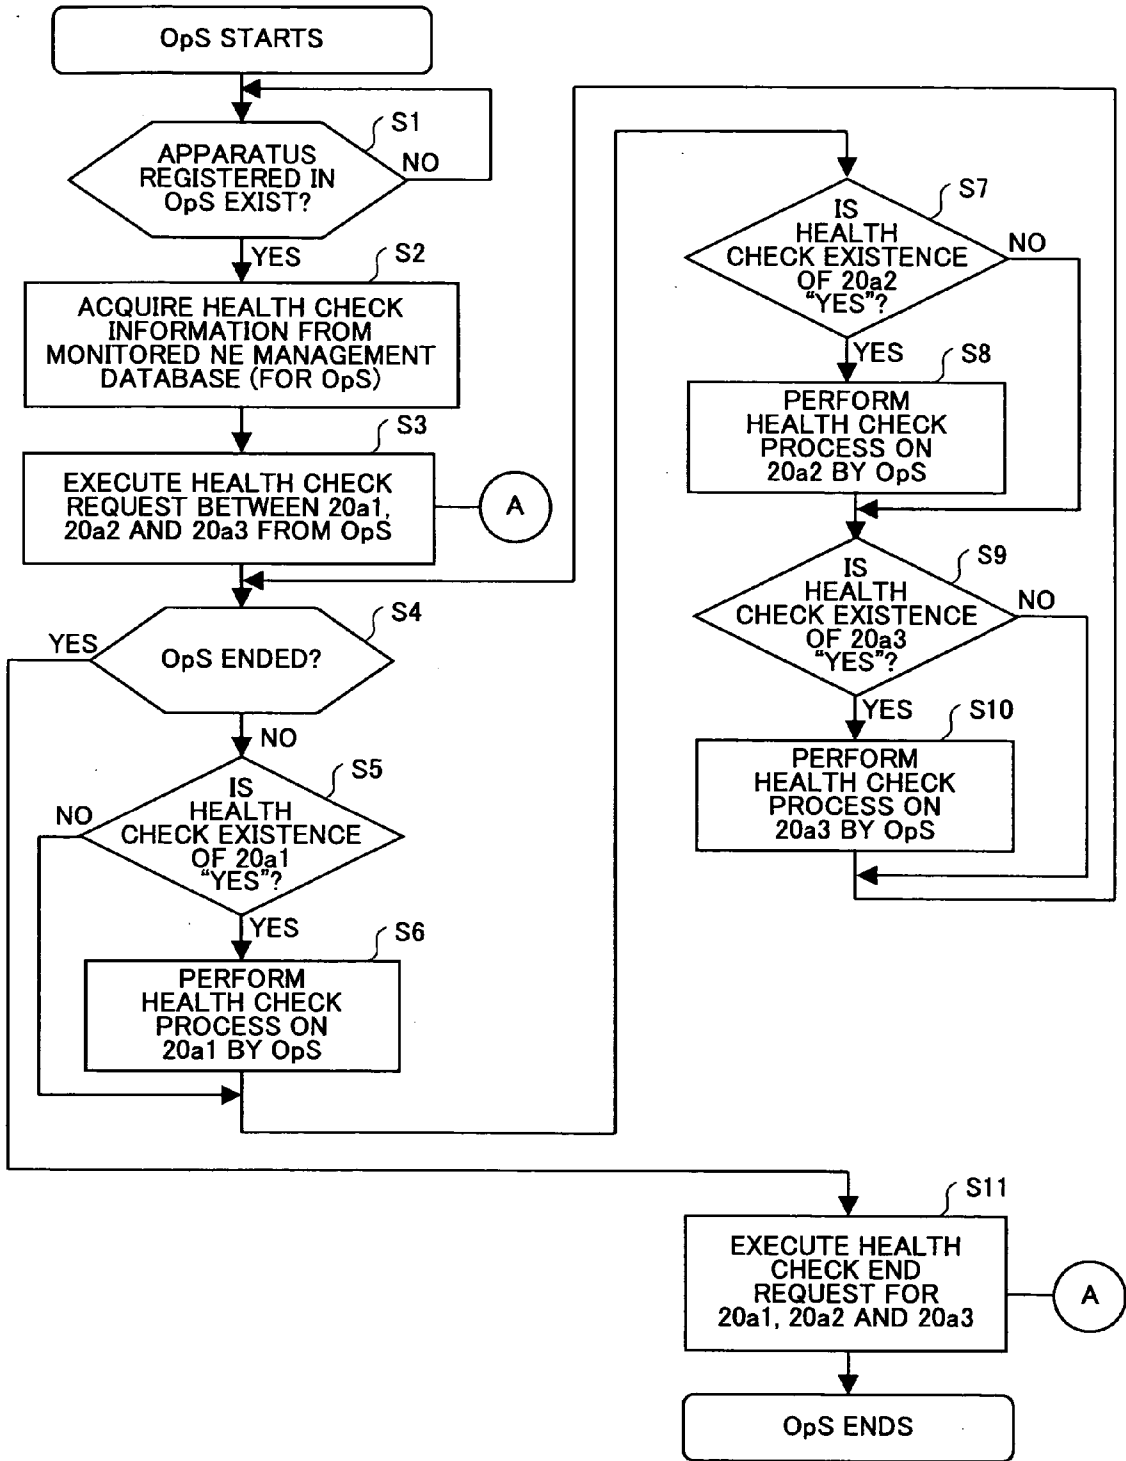 OpS STARTS
S1
APPARATUS
REGISTERED IN
OpS EXIST?
NO
YES
S2
ACQUIRE HEALTH CHECK
INFORMATION FROM
MONITORED NE MANAGEMENT
DATABASE (FOR OpS)
S3
EXECUTE HEALTH CHECK
REQUEST BETWEEN 20a1,
20a2 AND 20a3 FROM OpS
A
S4
YES
OpS ENDED?
NO
S5
NO
IS
HEALTH
CHECK EXISTENCE
OF 20a1
“YES”?
YES
S6
PERFORM
HEALTH CHECK
PROCESS ON
20a1 BY OpS
S7
IS
HEALTH
CHECK EXISTENCE
OF 20a2
“YES”?
NO
YES
S8
PERFORM
HEALTH CHECK
PROCESS ON
20a2 BY OpS
S9
IS
HEALTH
CHECK EXISTENCE
OF 20a3
“YES”?
NO
YES
S10
PERFORM
HEALTH CHECK
PROCESS ON
20a3 BY OpS
S11
EXECUTE HEALTH
CHECK END
REQUEST FOR
20a1, 20a2 AND 20a3
A
OpS ENDS